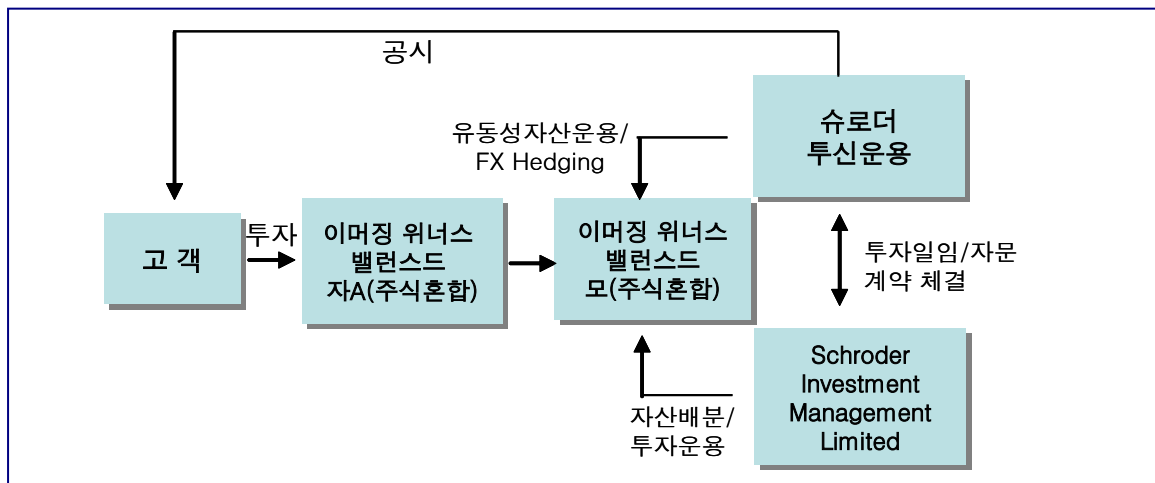 공시
슈로더
투신운용
유동성자산운용/
FX Hedging
고 객
투자
이머징 위너스
밸런스드
자A(주식혼합)
이머징 위너스
밸런스드
모(주식혼합)
투자일임/자문
계약 체결
Schroder
Investment
Management
Limited
자산배분/
투자운용